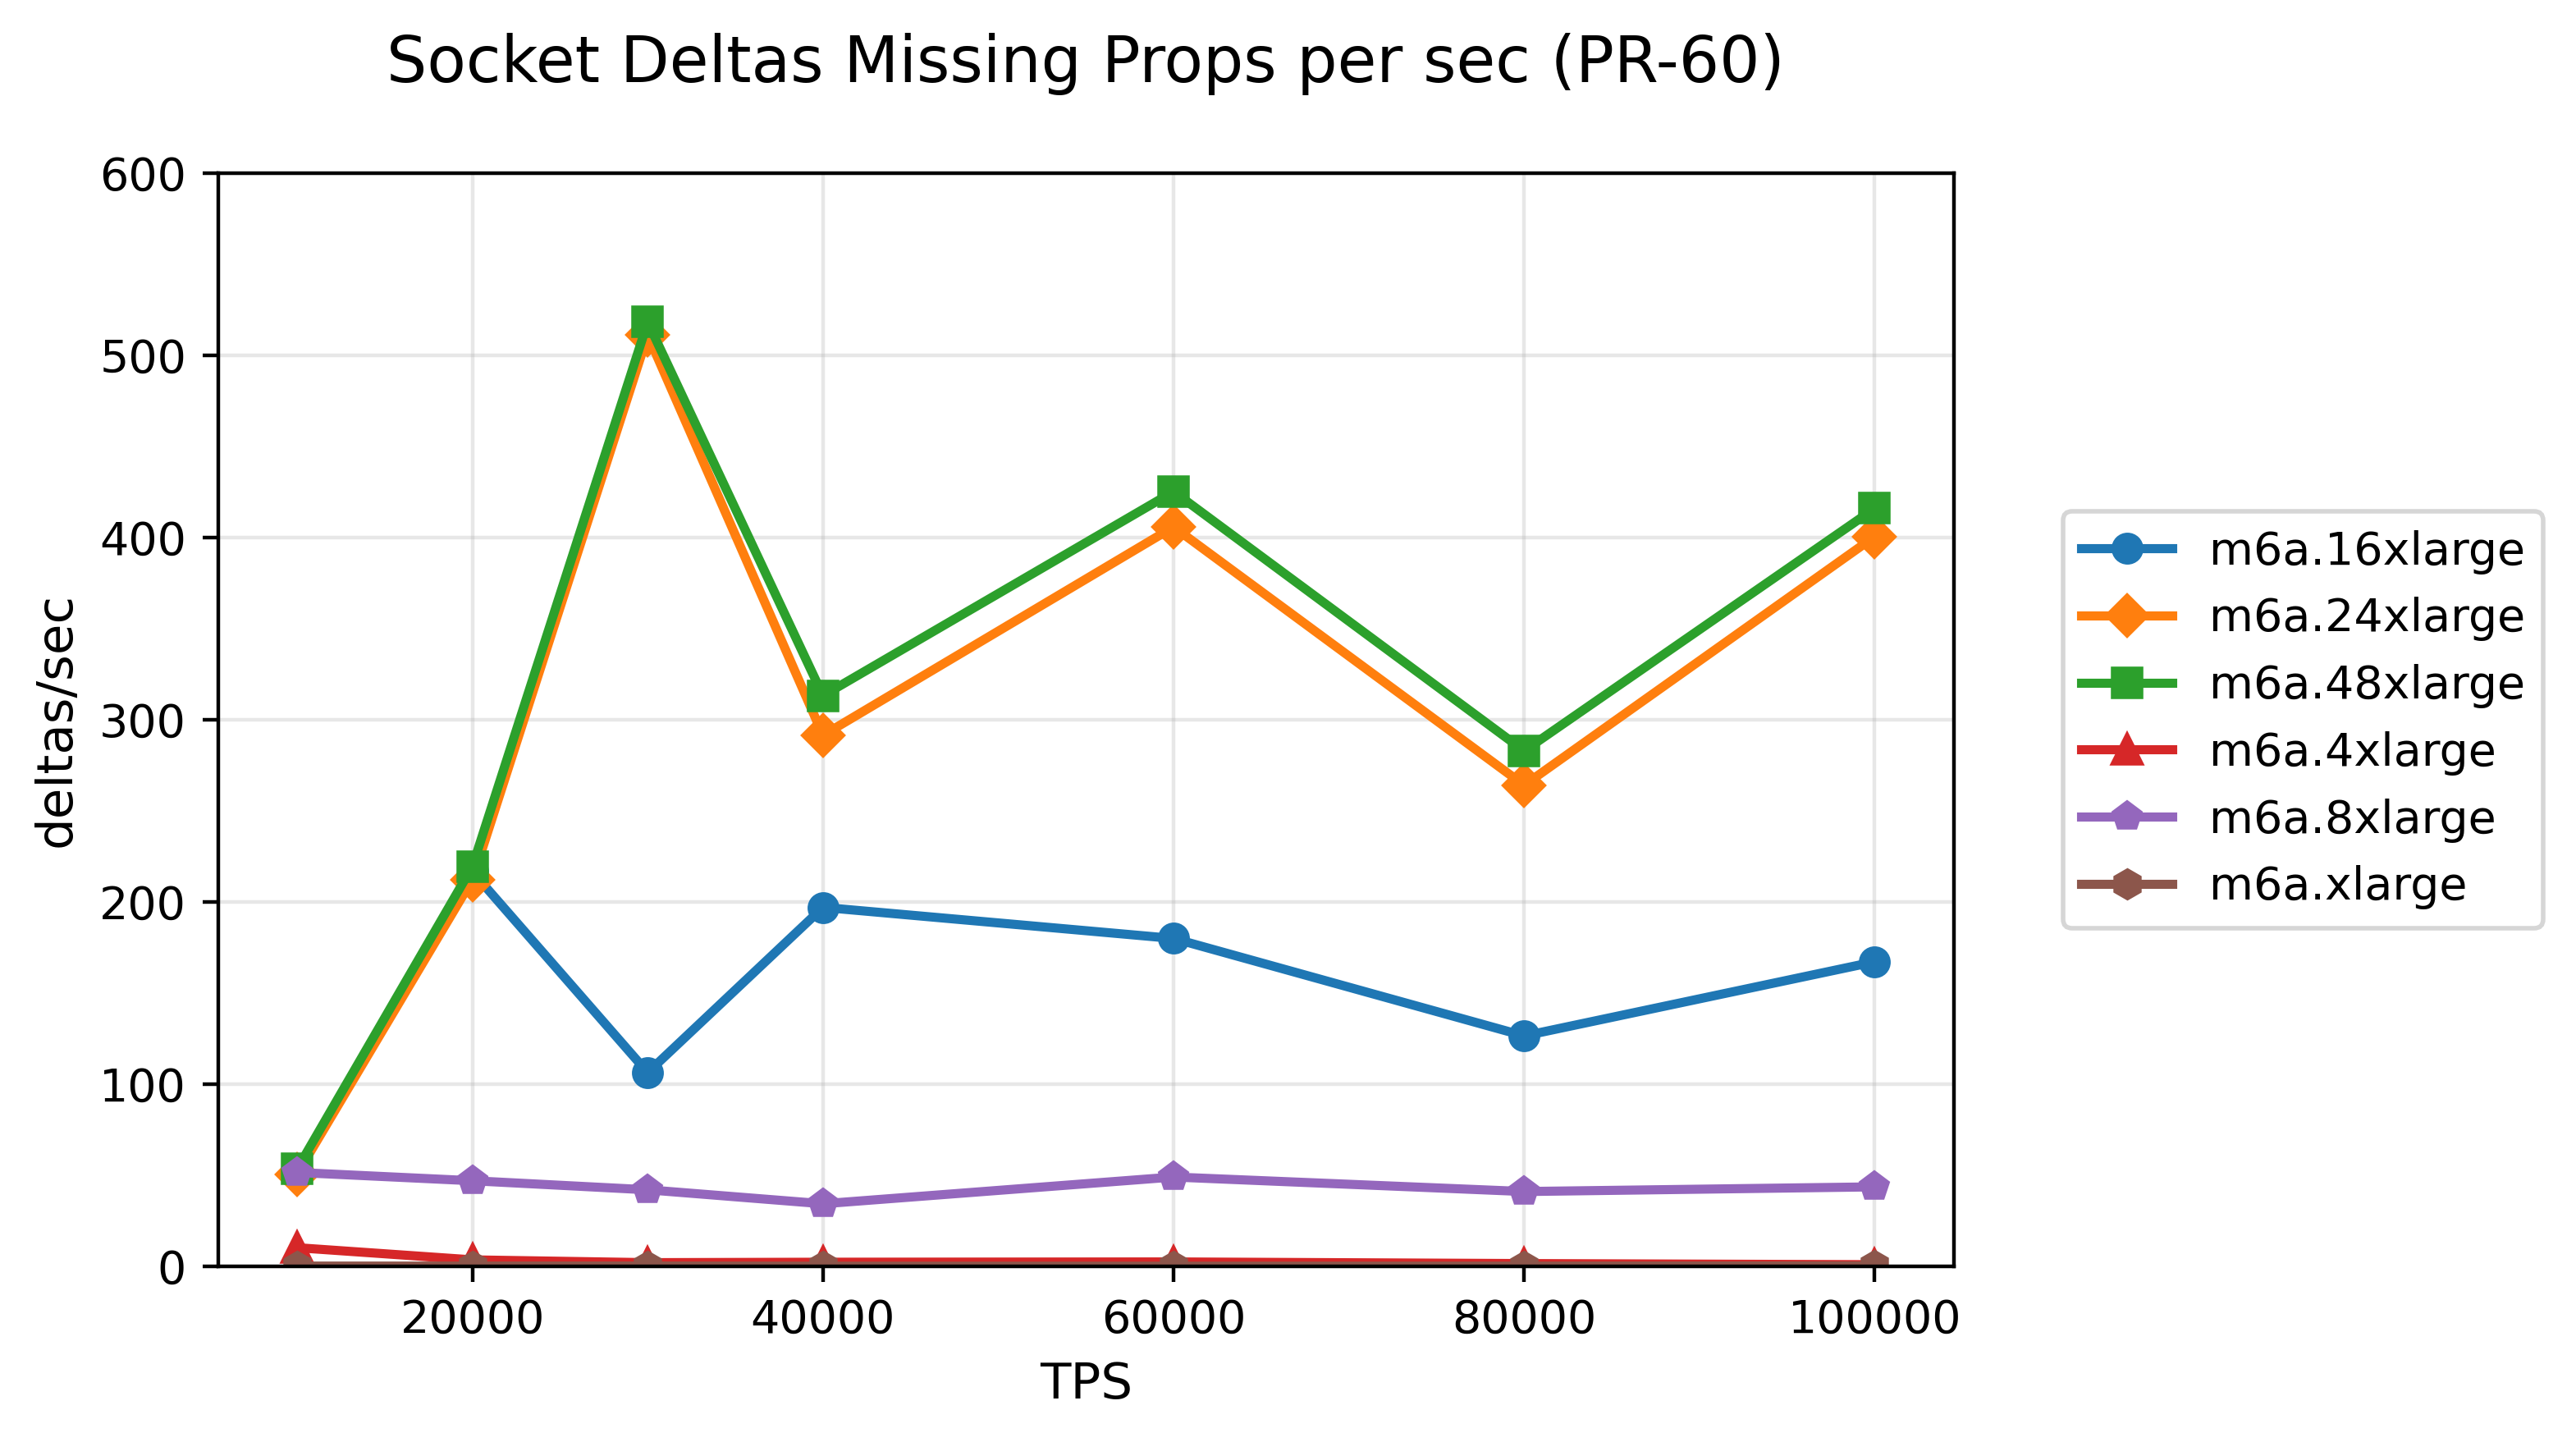 Socket Deltas Missing Props per sec (PR-60)
600
500
400
300
200
100
0
deltas/sec
20000 40000 60000 80000 100000
TPS
m6a.16xlarge
m6a.24xlarge
m6a.48xlarge
m6a.4xlarge
m6a.8xlarge
m6a.xlarge